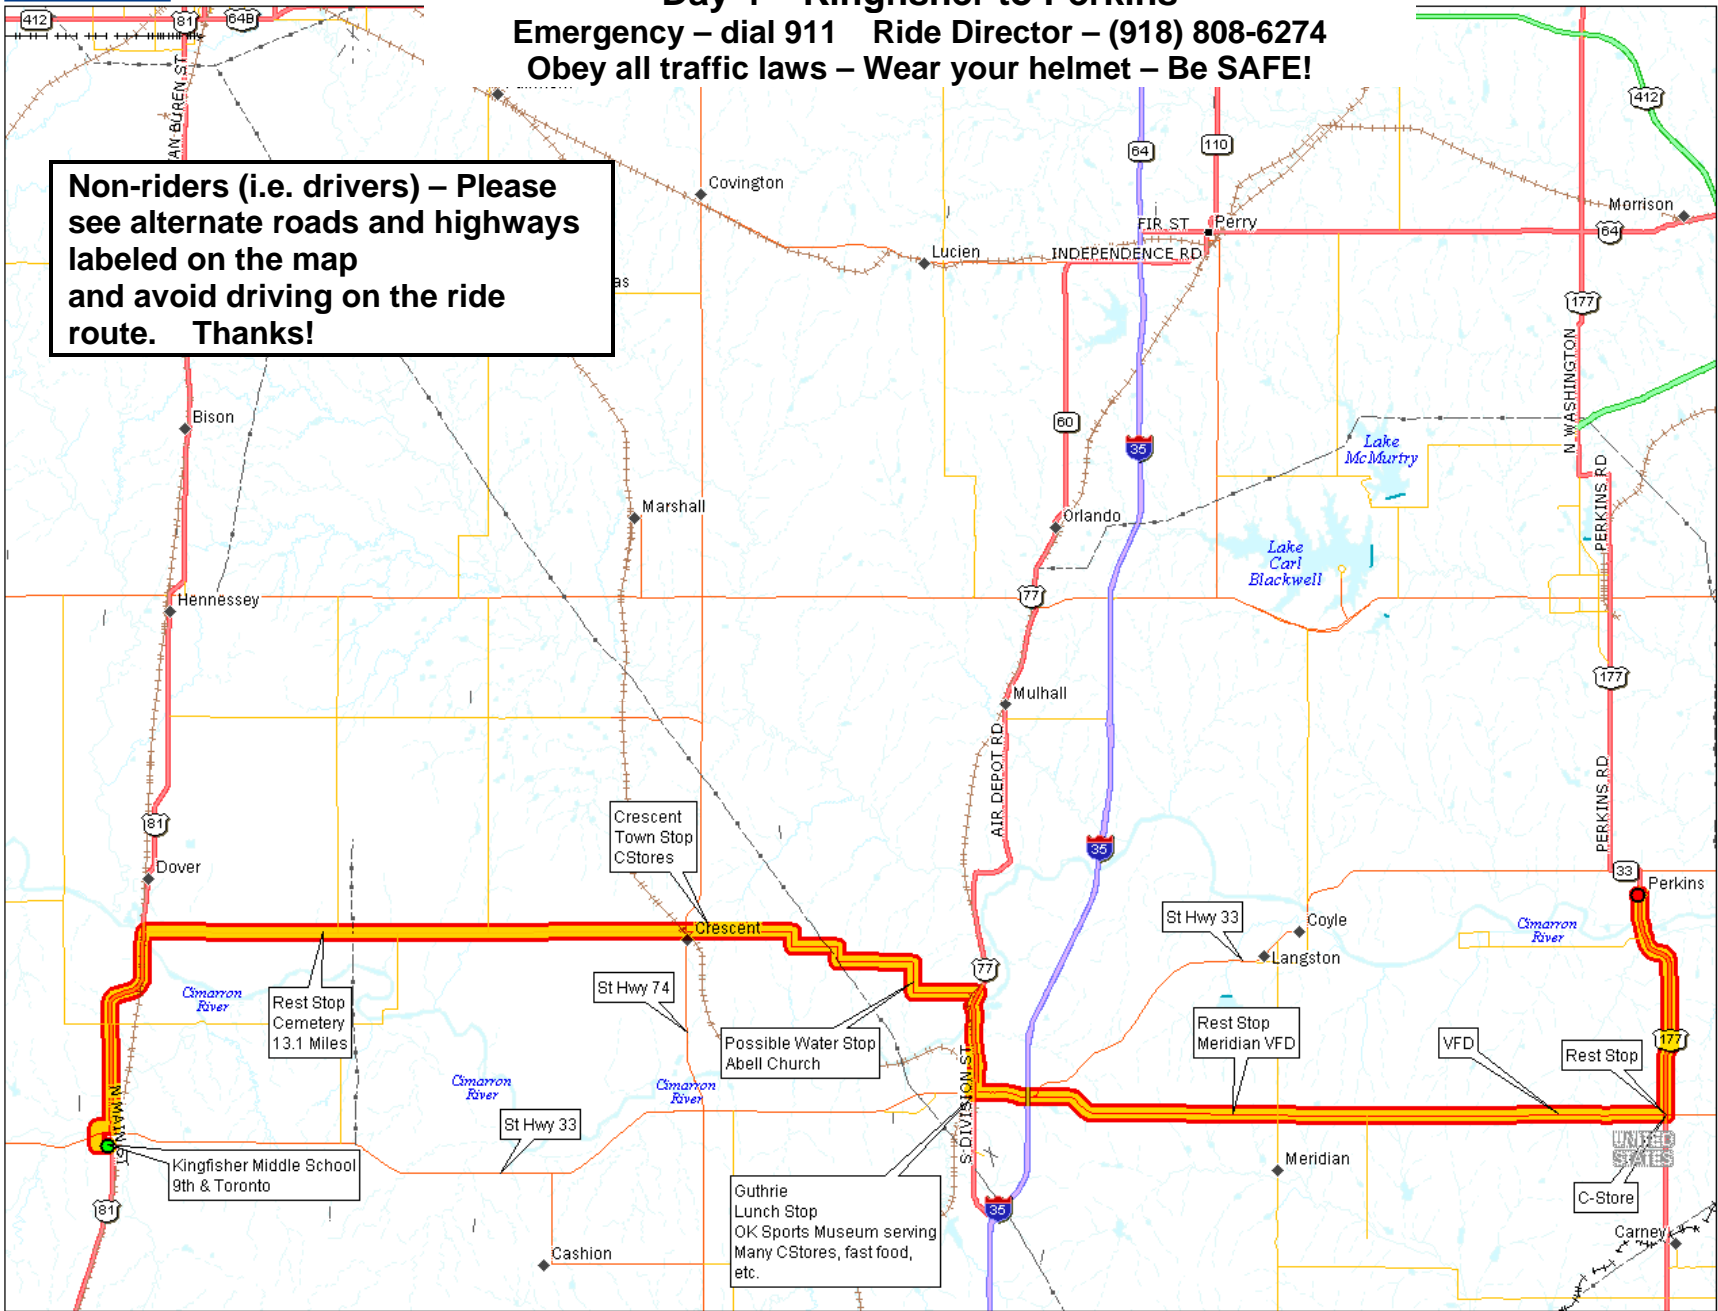 Emergency – dial 911 Ride Director – (918) 808-6274
Obey all traffic laws – Wear your helmet – Be SAFE!
412
81
64B
412
64
110
Non-riders (i.e. drivers) – Please
see alternate roads and highways
labeled on the map
and avoid driving on the ride
route. Thanks!
Covington
Morrison
FIR ST
Perry
64
Lucien
INDEPENDENCE RD
as
177
N WASHINGTON
Bison
60
35
Lake
McMurtry
PERKINS RD
Marshall
Orlando
Lake
Carl
Blackwell
Hennessey
77
177
Mulhall
AIR DEPOT RD
PERKINS RD
Crescent
Town Stop
CStores
81
35
Dover
33
Perkins
St Hwy 33
Coyle
Cimarron
River
Crescent
Langston
77
St Hwy 74
Cimarron
River
Rest Stop
Cemetery
13.1 Miles
Possible Water Stop
Abell Church
Rest Stop
Meridian VFD
VFD
Rest Stop
177
Cimarron
River
Cimarron
River
N MAIN ST
S DIVISION ST
St Hwy 33
UNITED
STATES
Kingfisher Middle School
9th & Toronto
Meridian
81
Guthrie
Lunch Stop
OK Sports Museum serving
Many CStores, fast food,
etc.
35
C-Store
Carney
Cashion